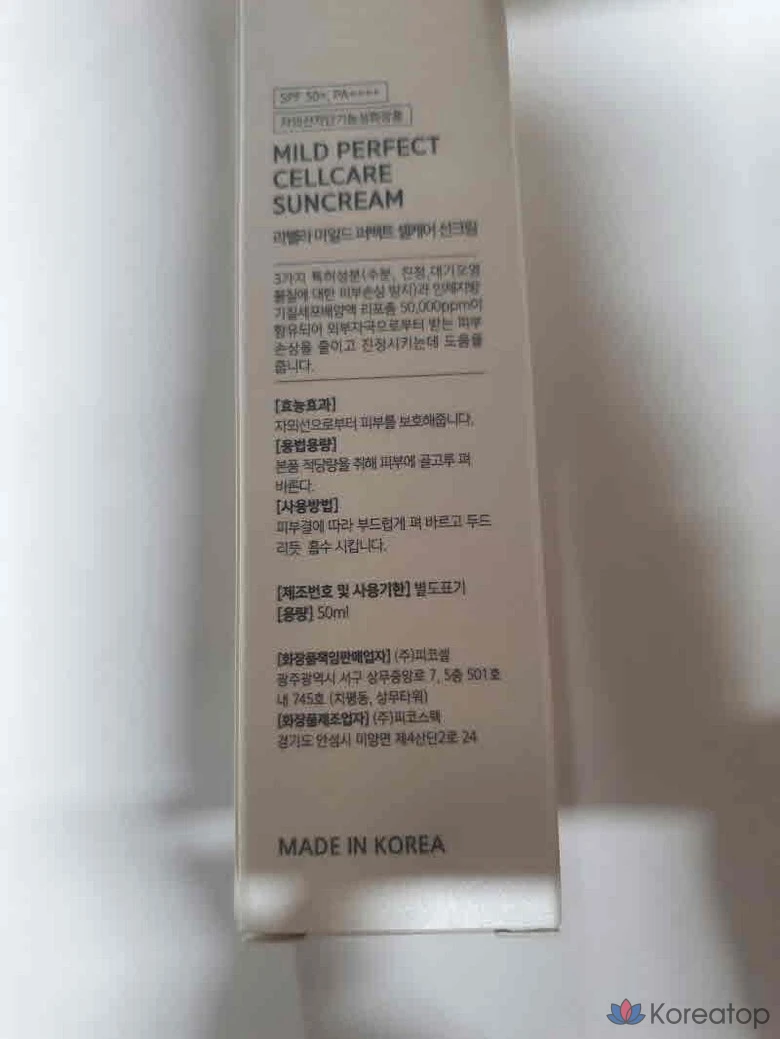 SPF 50+, PA++++
자외선차단기능성화장품
MILD PERFECT
CELLCARE
SUNCREAM
마일드 퍼펙트 셀케어 선크림
3가지 특허성분(수분, 진정,대기오염
물질에 대한 피부손상 방지)과 인체지방
기질세포배양액 리포좀 50,000ppm이
함유되어 외부자극으로부터 받는 피부
손상을 줄이고 진정시키는데 도움을
줍니다.
[효능효과]
자외선으로부터 피부를 보호해줍니다.
[용법용량]
본품 적당량을 취해 피부에 골고루 펴
바른다.
[사용방법]
피부결에 따라 부드럽게 펴 바르고 두드
리듯 흡수 시킵니다.
[제조번호 및 사용기한] 별도표기
[용량] 50ml
[화장품책임판매업자] (주)피코셀
광주광역시 서구 상무중앙로 7, 5층 501호
내 745호 (치평동, 상무타워)
[화장품제조업자] (주)피코스텍
경기도 안성시 미양면 제4산단2로 24
MADE IN KOREA
Koreatop